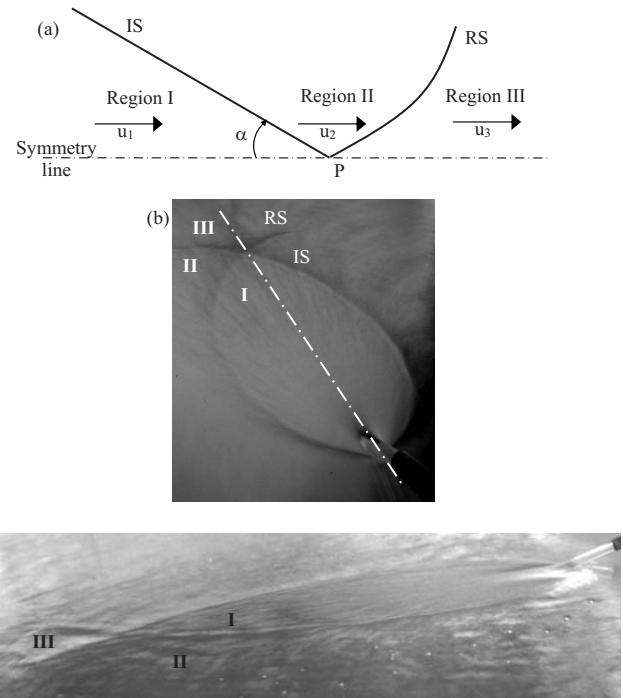 (a)
IS
RS
Region I
Region II
Region III
u1
α
u2
u3
Symmetry
line
P
(b)
III
RS
II
IS
I
I
III
II